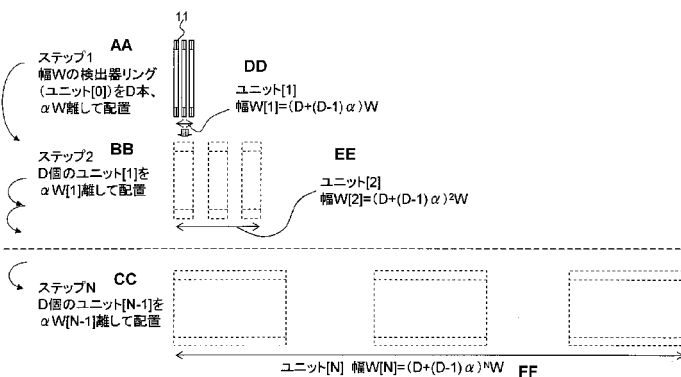 11
AA
ステップ1
幅Wの検出器リング
(ユニット[0])をD本、
αW離して配置
DD
ユニット[1]
幅W[1]=(D+(D-1)α)W
BB
ステップ2
D個のユニット[1]を
αW[1]離して配置
EE
ユニット[2]
幅W[2]=(D+(D-1)α)²W
CC
ステップN
D個のユニット[N-1]を
αW[N-1]離して配置
ユニット[N] 幅W[N]=(D+(D-1)α)ᴺW
FF